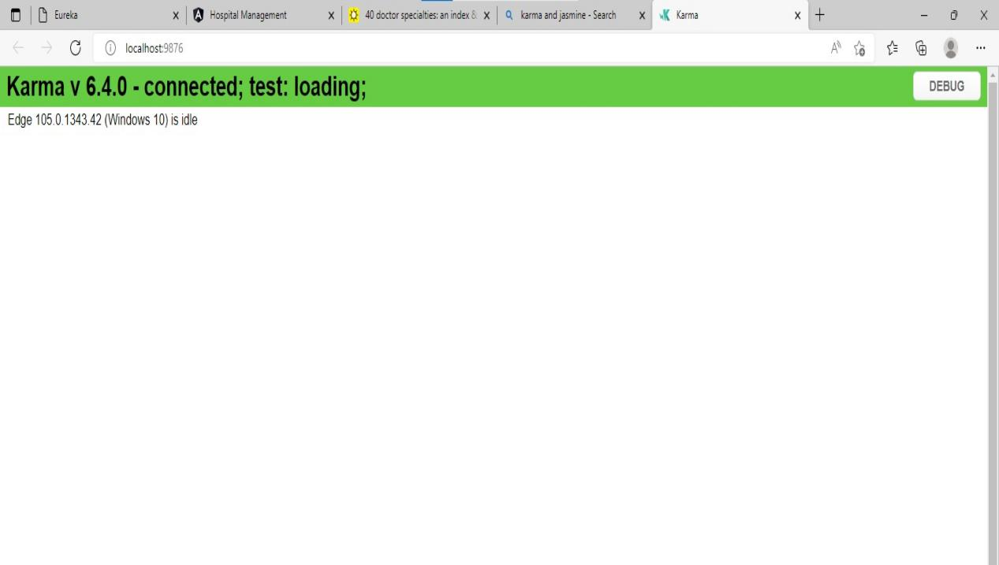 Eureka
Hospital Management
40 doctor specialties: an index &
karma and jasmine - Search
Karma
localhost:9876
Karma v 6.4.0 - connected; test: loading;
DEBUG
Edge 105.0.1343.42 (Windows 10) is idle